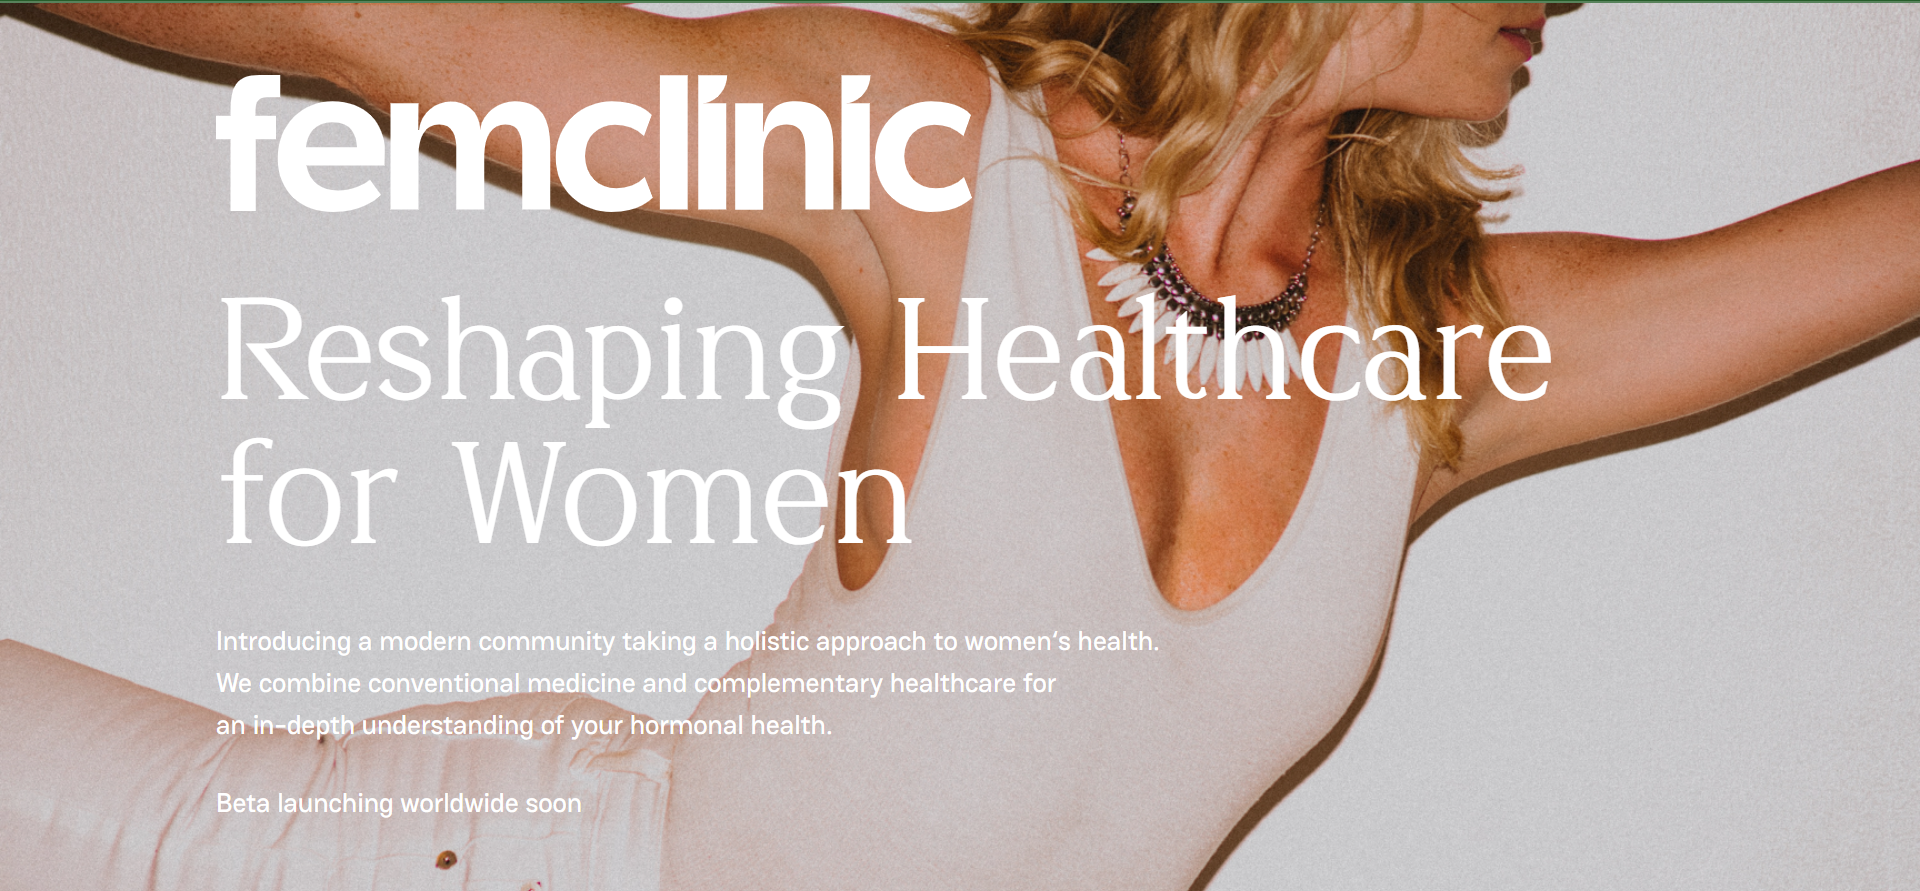 femclinic
Reshaping Healthcare
for Women
Introducing a modern community taking a holistic approach to women’s health.
We combine conventional medicine and complementary healthcare for
an in-depth understanding of your hormonal health.
Beta launching worldwide soon